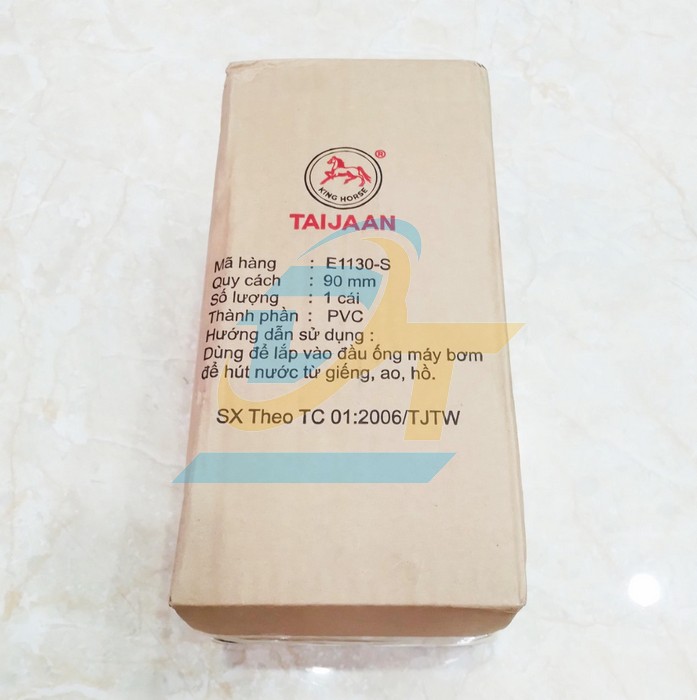 ®
KING HORSE
TAIJAAN
Mã hàng : E1130-S
Quy cách : 90 mm
Số lượng : 1 cái
Thành phần : PVC
Hướng dẫn sử dụng :
Dùng để lắp vào đầu ống máy bơm
để hút nước từ giếng, ao, hồ.
SX Theo TC 01:2006/TJTW